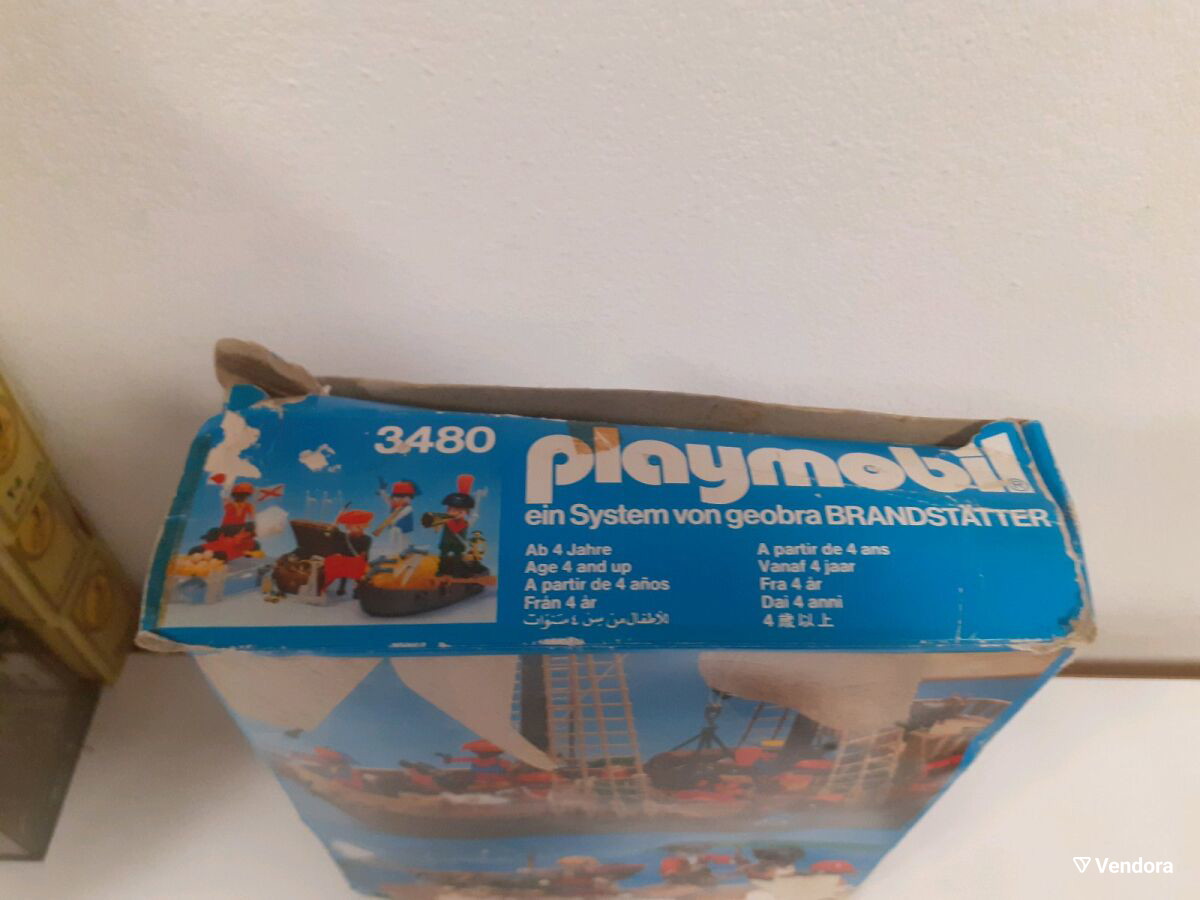 3480
playmobil®
ein System von geobra BRANDSTÄTTER
Ab 4 Jahre
Age 4 and up
A partir de 4 años
Från 4 år
للأطفال من سن ٤ سنوات
A partir de 4 ans
Vanaf 4 jaar
Fra 4 år
Dai 4 anni
4歳以上
Vendora